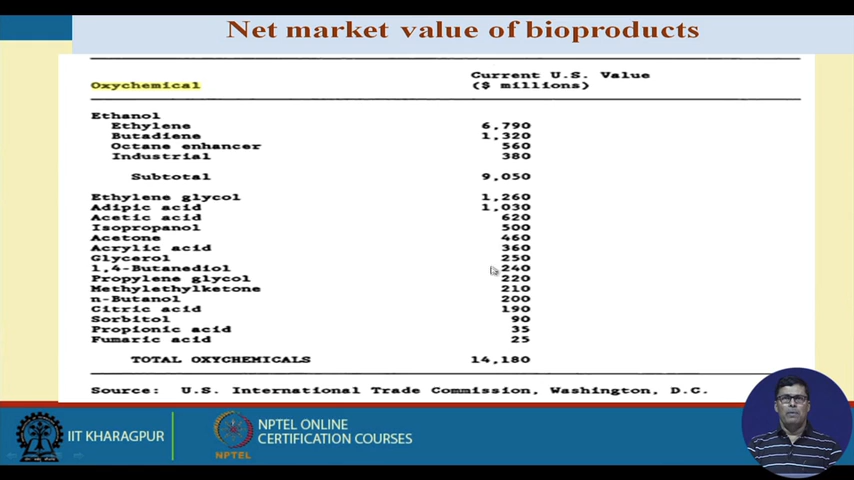 Net market value of bioproducts
Oxychemical Current U.S. Value ($ millions)
Ethanol
Ethylene 6,790
Butadiene 1,320
Octane enhancer 560
Industrial 380
Subtotal 9,050
Ethylene glycol 1,260
Adipic acid 1,030
Acetic acid 620
Isopropanol 500
Acetone 460
Acrylic acid 360
Glycerol 250
1,4-Butanediol 240
Propylene glycol 220
Methylethylketone 210
n-Butanol 200
Citric acid 190
Sorbitol 90
Propionic acid 35
Fumaric acid 25
TOTAL OXYCHEMICALS 14,180
Source: U.S. International Trade Commission, Washington, D.C.
IIT KHARAGPUR
NPTEL
NPTEL ONLINE
CERTIFICATION COURSES